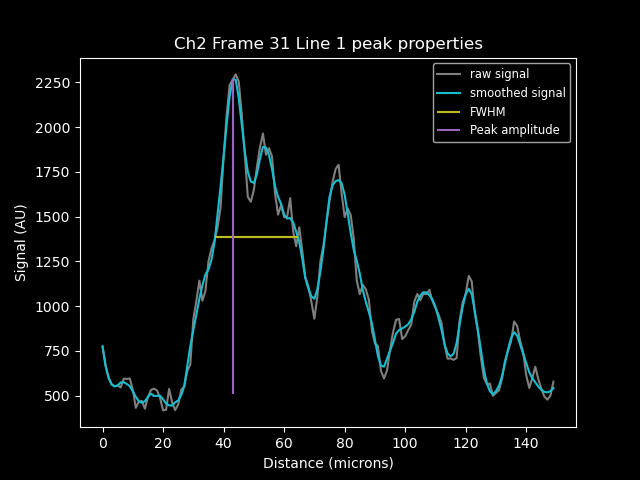 Ch2 Frame 31 Line 1 peak properties
raw signal
smoothed signal
FWHM
Peak amplitude
Signal (AU)
2250
2000
1750
1500
1250
1000
750
500
0 20 40 60 80 100 120 140
Distance (microns)